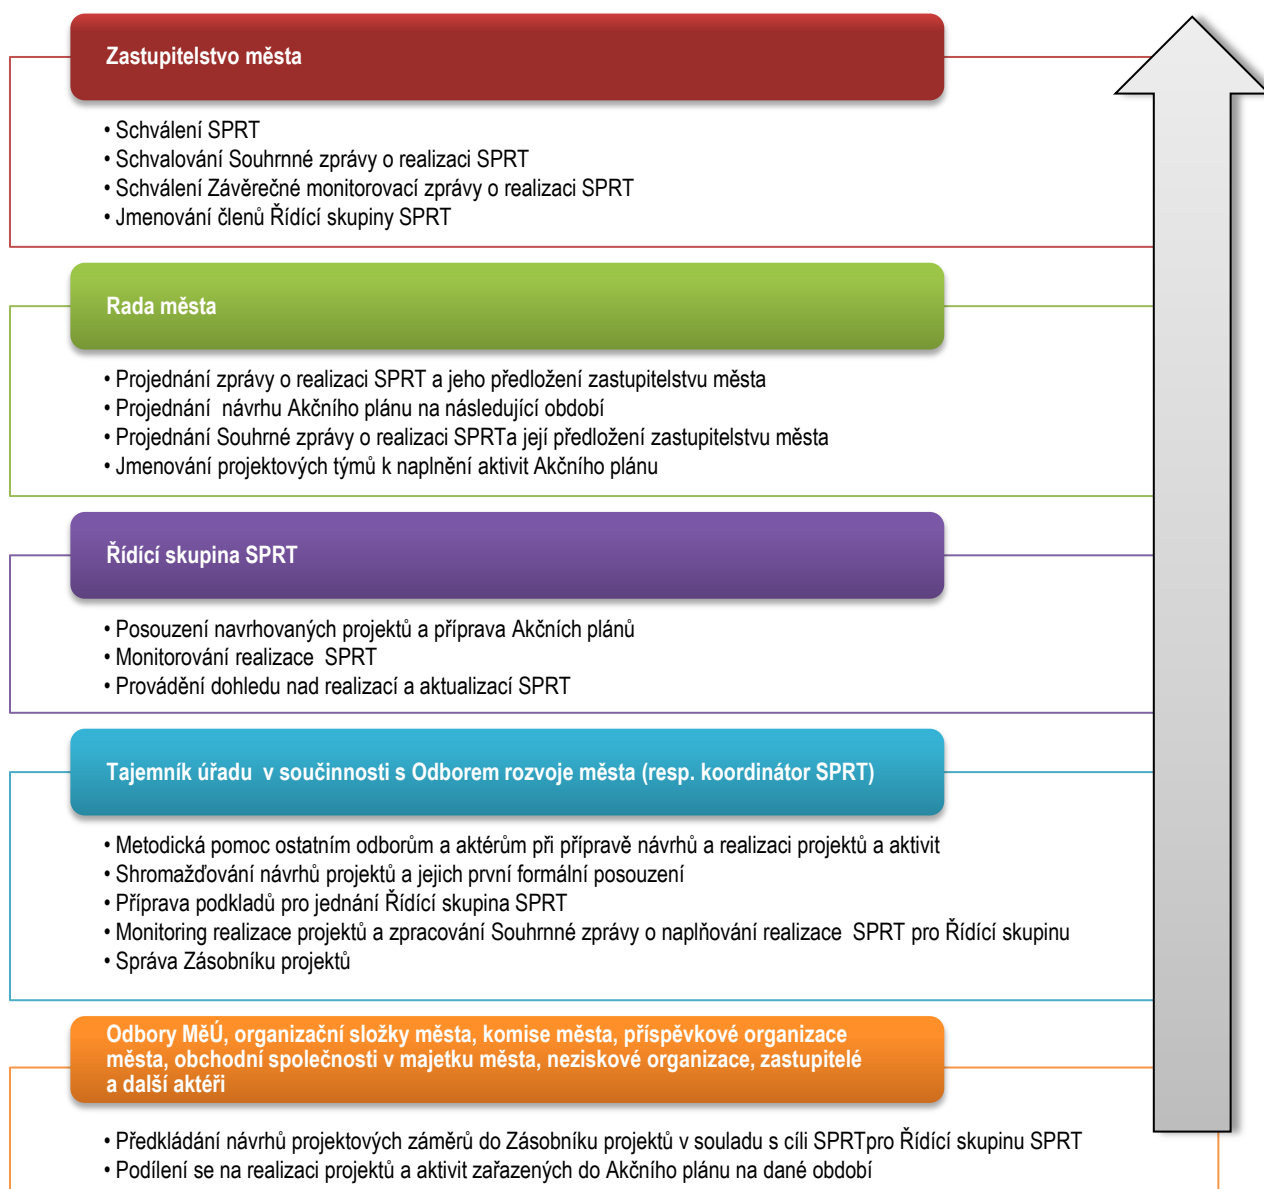 Zastupitelstvo města
• Schválení SPRT
• Schvalování Souhrnné zprávy o realizaci SPRT
• Schválení Závěrečné monitorovací zprávy o realizaci SPRT
• Jmenování členů Řídící skupiny SPRT
Rada města
• Projednání zprávy o realizaci SPRT a jeho předložení zastupitelstvu města
• Projednání návrhu Akčního plánu na následující období
• Projednání Souhrné zprávy o realizaci SPRTa její předložení zastupitelstvu města
• Jmenování projektových týmů k naplnění aktivit Akčního plánu
Řídící skupina SPRT
• Posouzení navrhovaných projektů a příprava Akčních plánů
• Monitorování realizace SPRT
• Provádění dohledu nad realizací a aktualizací SPRT
Tajemník úřadu v součinnosti s Odborem rozvoje města (resp. koordinátor SPRT)
• Metodická pomoc ostatním odborům a aktérům při přípravě návrhů a realizaci projektů a aktivit
• Shromažďování návrhů projektů a jejich první formální posouzení
• Příprava podkladů pro jednání Řídící skupina SPRT
• Monitoring realizace projektů a zpracování Souhrnné zprávy o naplňování realizace SPRT pro Řídící skupinu
• Správa Zásobníku projektů
Odbory MěÚ, organizační složky města, komise města, příspěvkové organizace
města, obchodní společnosti v majetku města, neziskové organizace, zastupitelé
a další aktéři
• Předkládání návrhů projektových záměrů do Zásobníku projektů v souladu s cíli SPRTpro Řídící skupinu SPRT
• Podílení se na realizaci projektů a aktivit zařazených do Akčního plánu na dané období